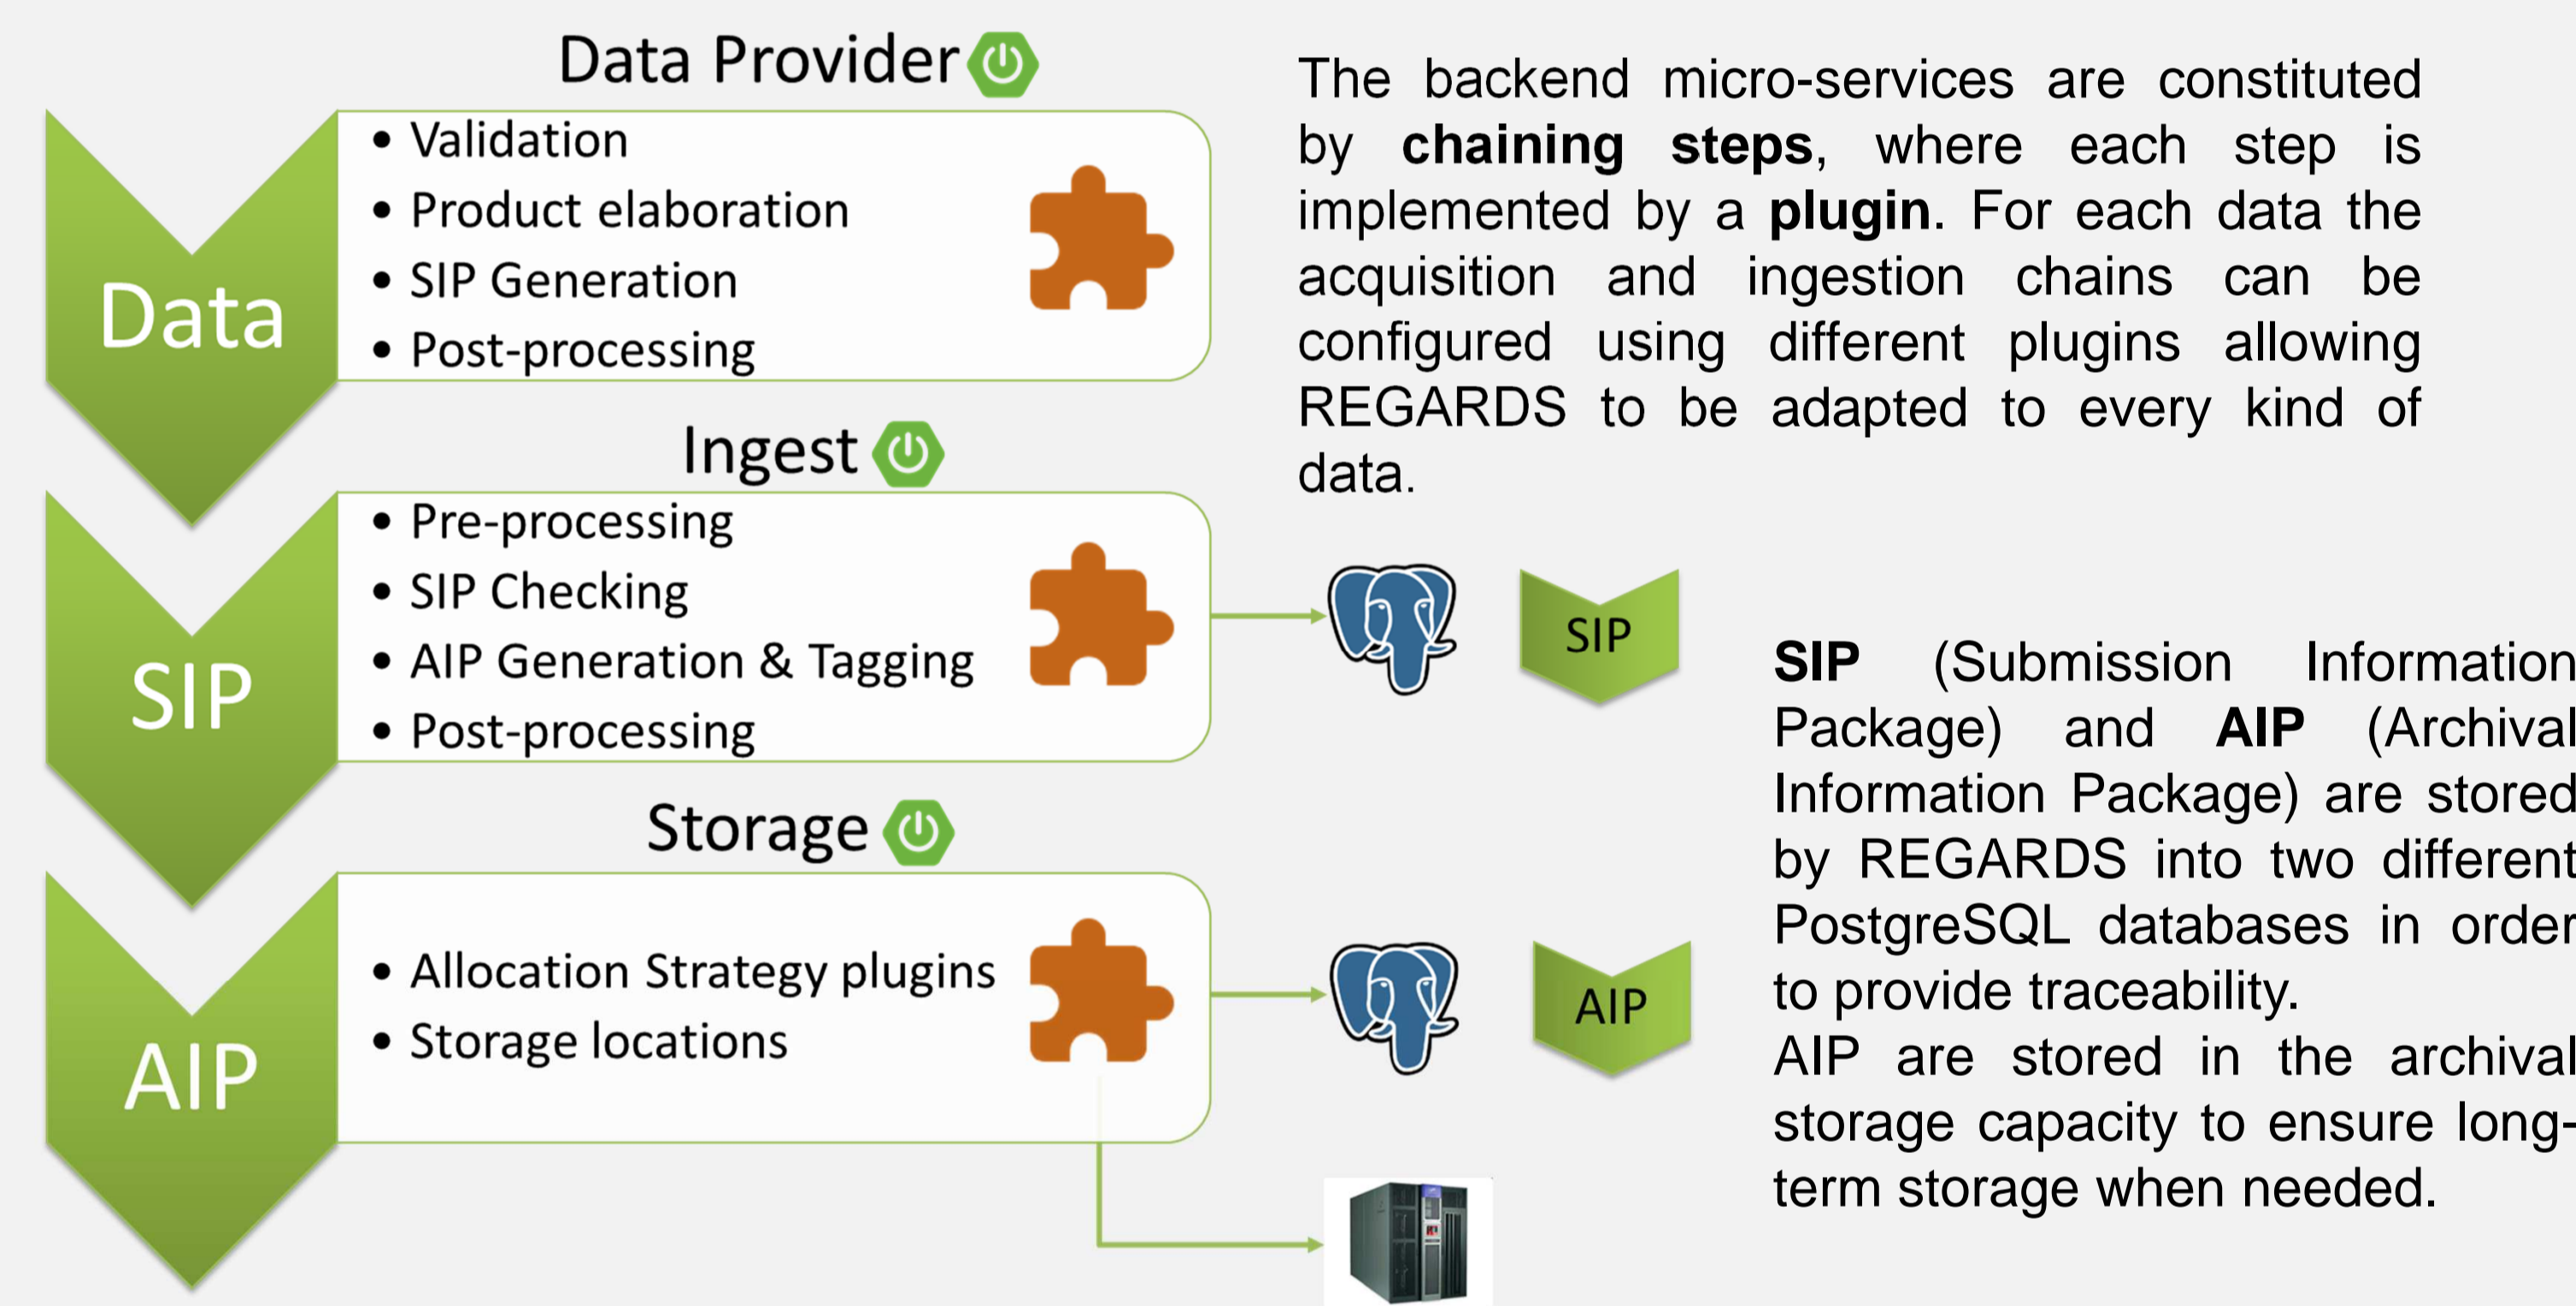 Data Provider
Data
• Validation
• Product elaboration
• SIP Generation
• Post-processing
Ingest
SIP
• Pre-processing
• SIP Checking
• AIP Generation & Tagging
• Post-processing
Storage
AIP
• Allocation Strategy plugins
• Storage locations
The backend micro-services are constituted
by chaining steps, where each step is
implemented by a plugin. For each data the
acquisition and ingestion chains can be
configured using different plugins allowing
REGARDS to be adapted to every kind of
data.
SIP
AIP
SIP (Submission Information
Package) and AIP (Archival
Information Package) are stored
by REGARDS into two different
PostgreSQL databases in order
to provide traceability.
AIP are stored in the archival
storage capacity to ensure long-
term storage when needed.